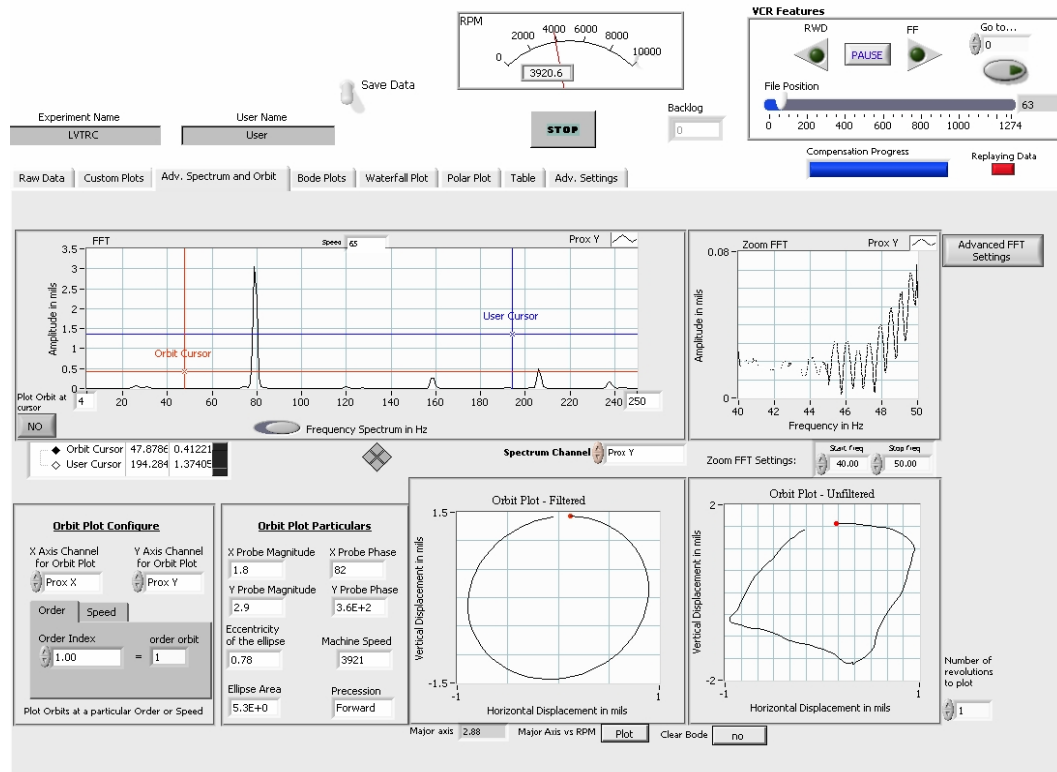 VCR Features
RPM
0 2000 4000 6000 8000 10000
3920.6
RWD FF Go to...
PAUSE 0
File Position
63
0 200 400 600 800 1000 1274
Save Data
Experiment Name User Name
LVTRC User
STOP
Backlog
0
Compensation Progress Replaying Data
Raw Data Custom Plots Adv. Spectrum and Orbit Bode Plots Waterfall Plot Polar Plot Table Adv. Settings
FFT Speed 65 Prox Y
Amplitude in mils
3.5
3
2.5
2
1.5
1
0.5
0
User Cursor
Orbit Cursor
Plot Orbit at cursor
NO
4 20 40 60 80 100 120 140 160 180 200 220 240 250
Frequency Spectrum in Hz
Zoom FFT Prox Y
Amplitude in mils
0.08
0
40 42 44 46 48 50
Frequency in Hz
Advanced FFT
Settings
Orbit Cursor 47.8786 0.41221
User Cursor 194.284 1.37405
Spectrum Channel Prox Y
Zoom FFT Settings:
Start freq Stop freq
40.00 50.00
Orbit Plot Configure
X Axis Channel Y Axis Channel
for Orbit Plot for Orbit Plot
Prox X Prox Y
Order Speed
Order Index order orbit
1.00 = 1
Plot Orbits at a particular Order or Speed
Orbit Plot Particulars
X Probe Magnitude X Probe Phase
1.8 82
Y Probe Magnitude Y Probe Phase
2.9 3.6E+2
Eccentricity
of the ellipse Machine Speed
0.78 3921
Ellipse Area Precession
5.3E+0 Forward
Orbit Plot - Filtered
Vertical Displacement in mils
1.5
-1.5
-1 1
Horizontal Displacement in mils
Orbit Plot - Unfiltered
Vertical Displacement in mils
2
-2
-1 1
Horizontal Displacement in mils
Number of
revolutions
to plot
1
Major axis 2.88 Major Axis vs RPM Plot Clear Bode no